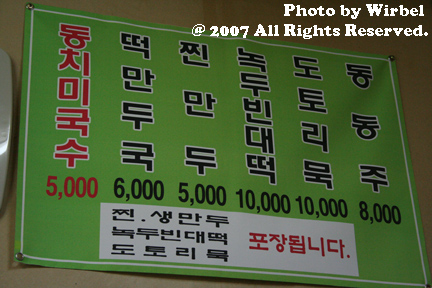 Photo by Wirbel
@ 2007 All Rights Reserved.
동치미국수
5,000
떡만두국
6,000
찐만두
5,000
녹두빈대떡
10,000
도토리묵
10,000
동동주
8,000
찐.생만두
녹두빈대떡
도토리묵
포장됩니다.